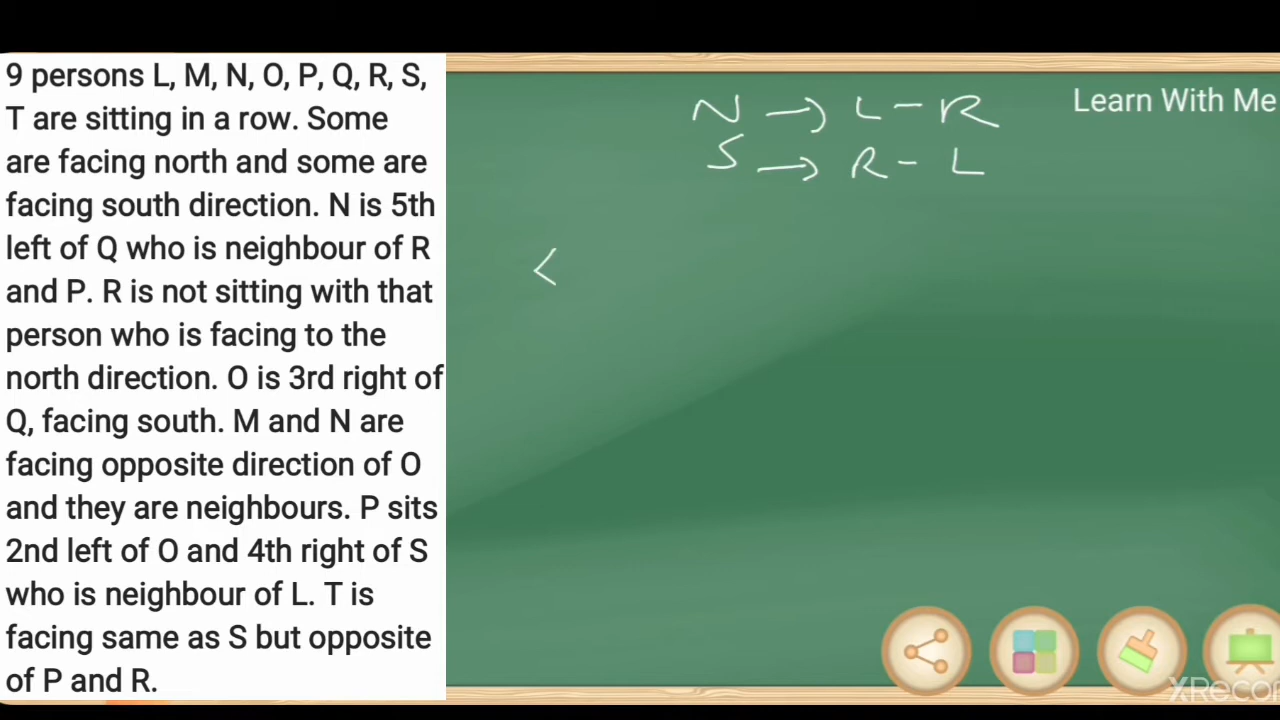 9 persons L, M, N, O, P, Q, R, S,
T are sitting in a row. Some
are facing north and some are
facing south direction. N is 5th
left of Q who is neighbour of R
and P. R is not sitting with that
person who is facing to the
north direction. O is 3rd right of
Q, facing south. M and N are
facing opposite direction of O
and they are neighbours. P sits
2nd left of O and 4th right of S
who is neighbour of L. T is
facing same as S but opposite
of P and R.
N → L - R
S → R - L
<
Learn With Me
XRecor